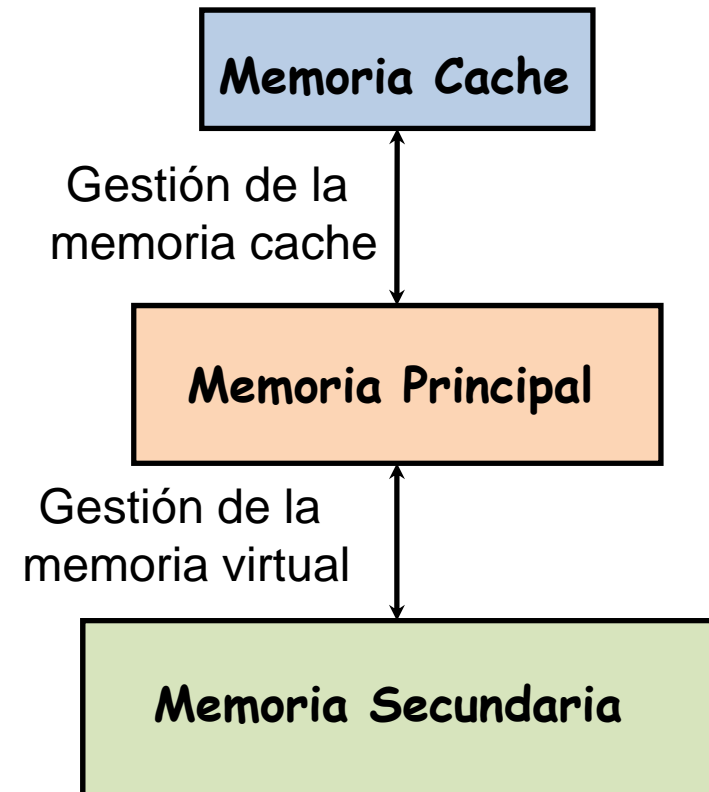 Memoria Cache
Gestión de la
memoria cache
Memoria Principal
Gestión de la
memoria virtual
Memoria Secundaria